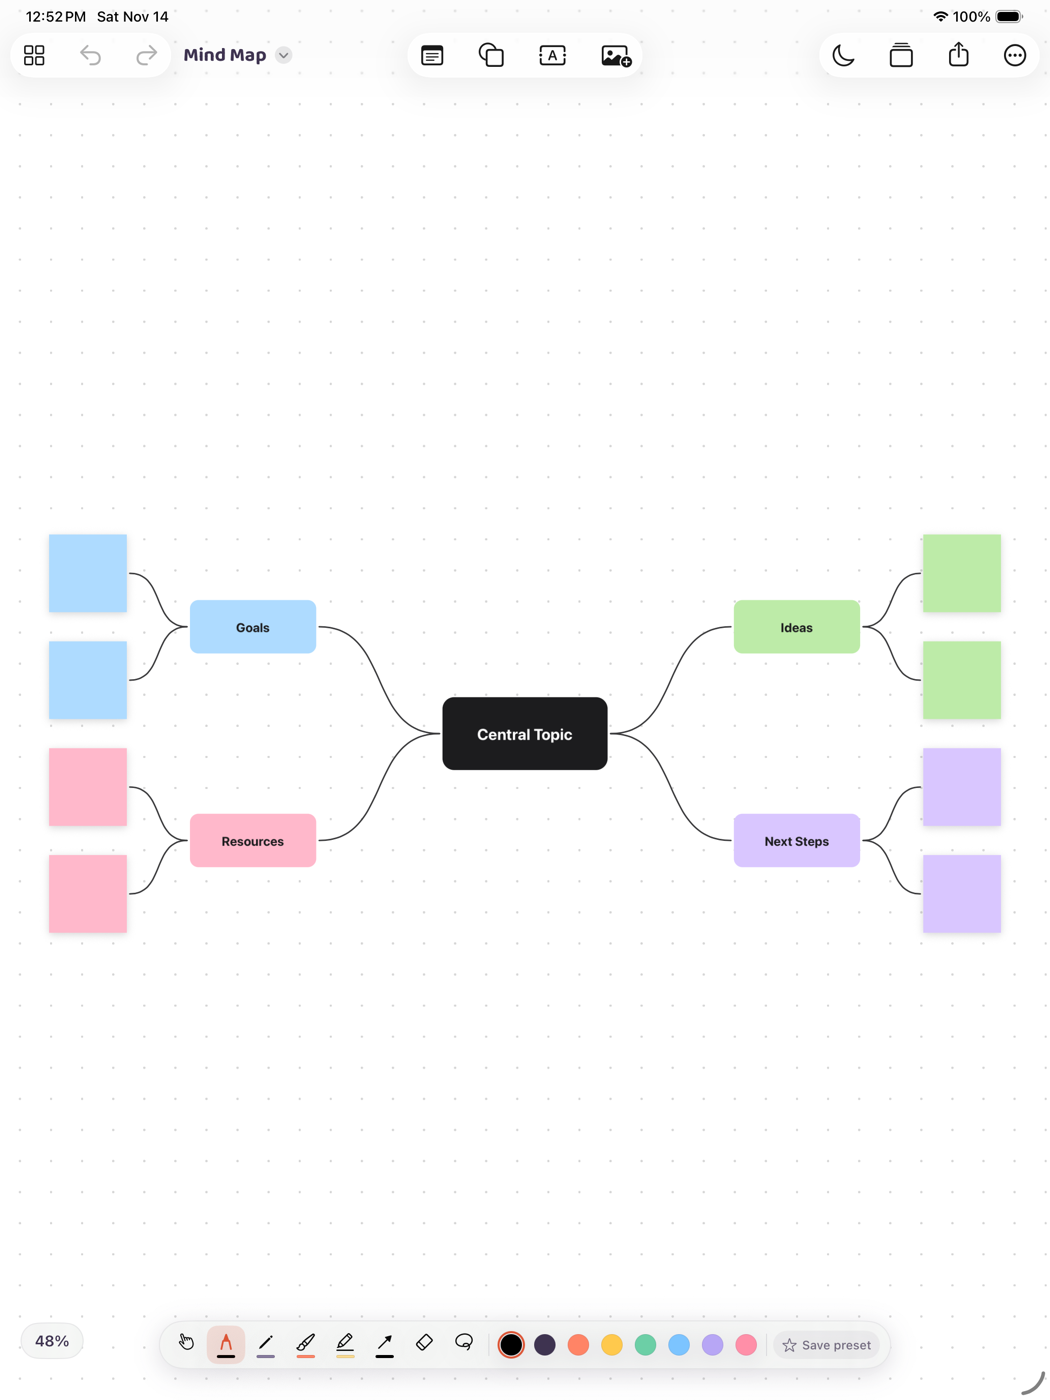 12:52 PM Sat Nov 14
100%
Mind Map
A
Goals
Ideas
Central Topic
Resources
Next Steps
48%
Save preset